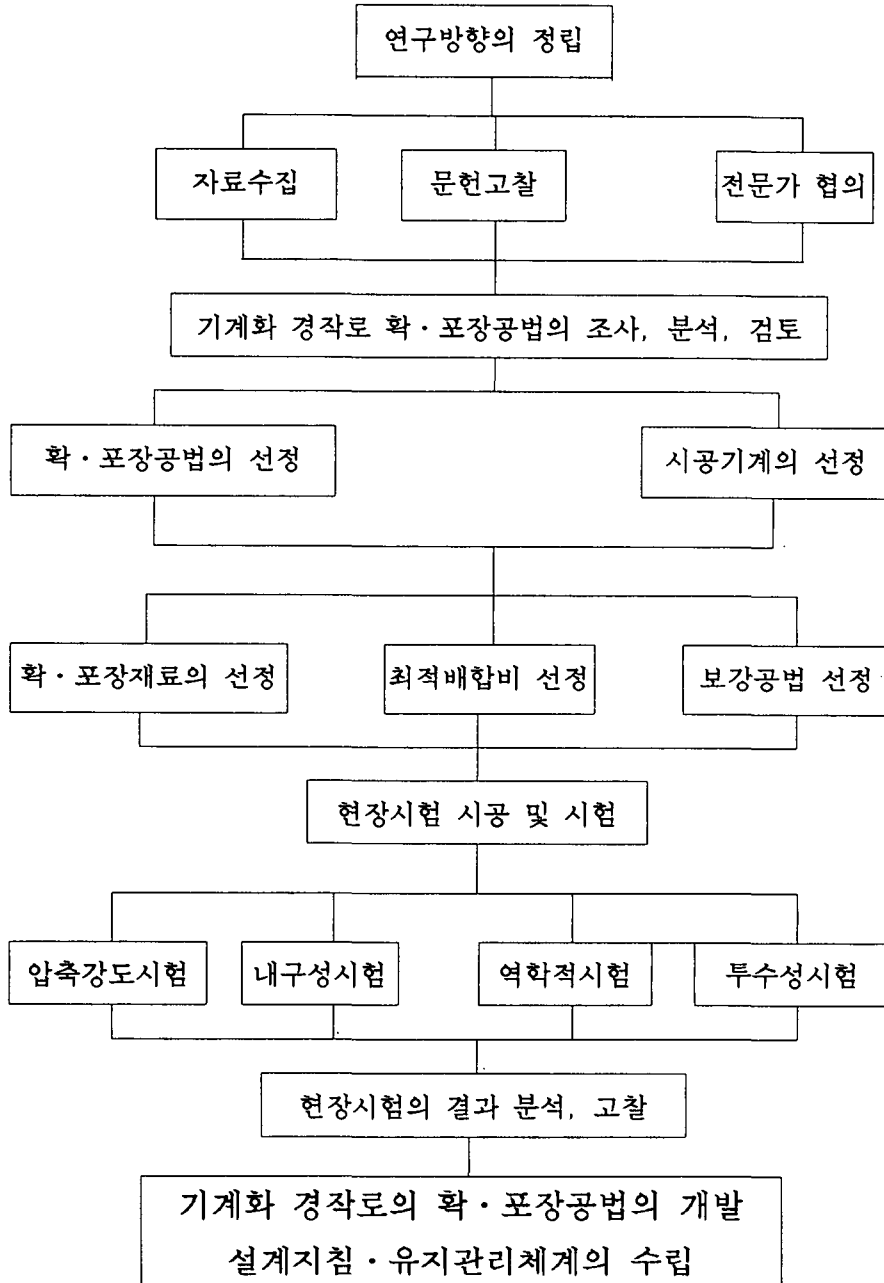 연구방향의 정립
자료수집
문헌고찰
전문가 협의
기계화 경작로 확·포장공법의 조사, 분석, 검토
확·포장공법의 선정
시공기계의 선정
확·포장재료의 선정
최적배합비 선정
보강공법 선정
현장시험 시공 및 시험
압축강도시험
내구성시험
역학적시험
투수성시험
현장시험의 결과 분석, 고찰
기계화 경작로의 확·포장공법의 개발
설계지침·유지관리체계의 수립